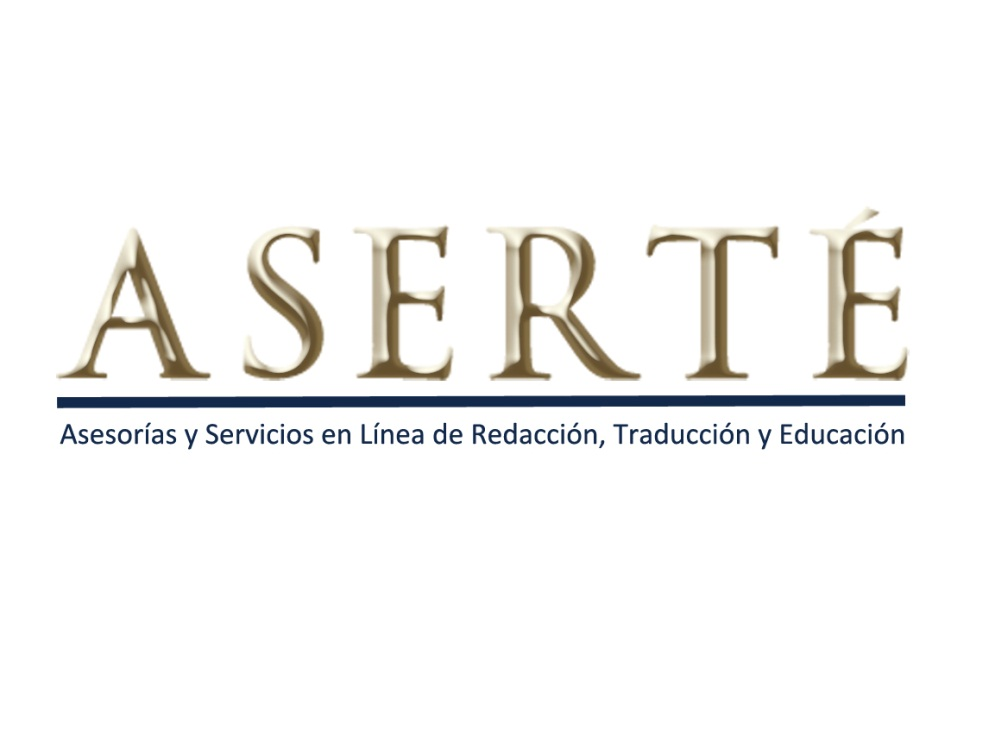 ASERTÉ
Asesorías y Servicios en Línea de Redacción, Traducción y Educación